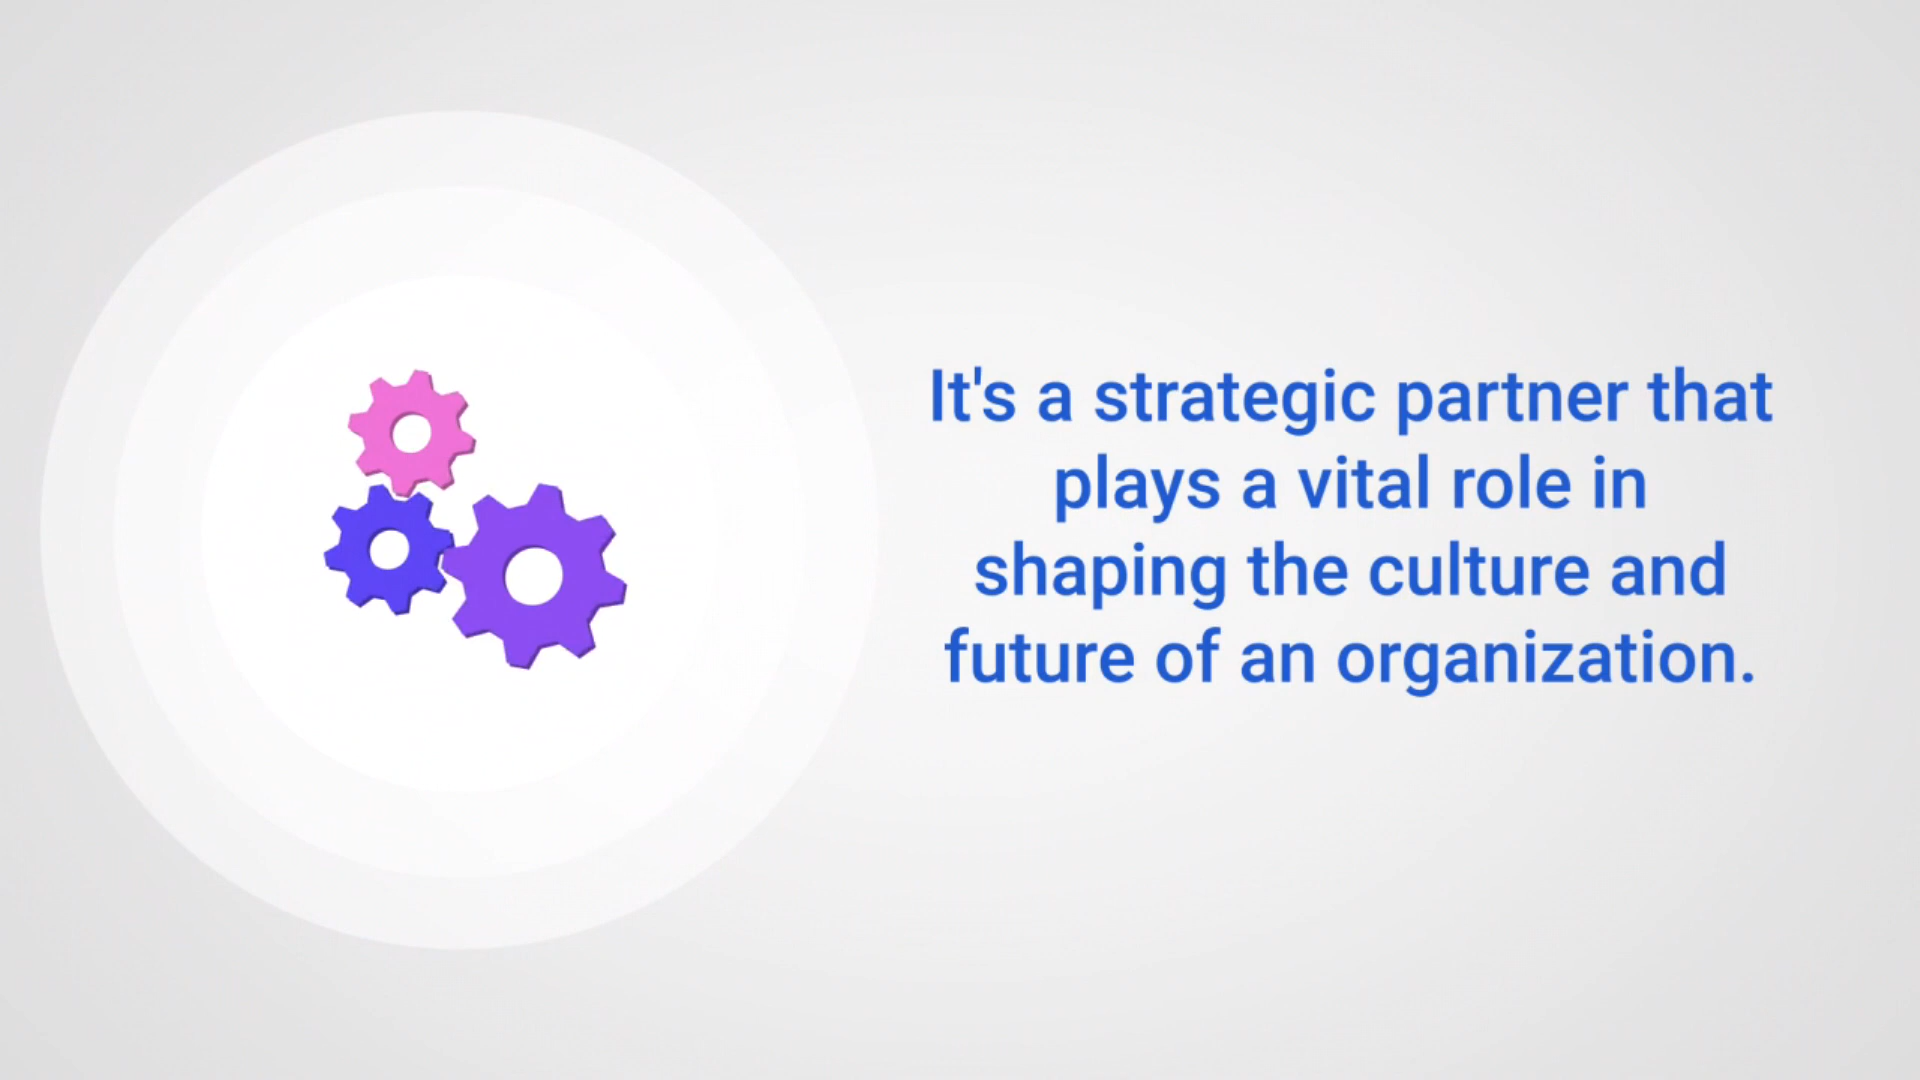 It's a strategic partner that
plays a vital role in
shaping the culture and
future of an organization.